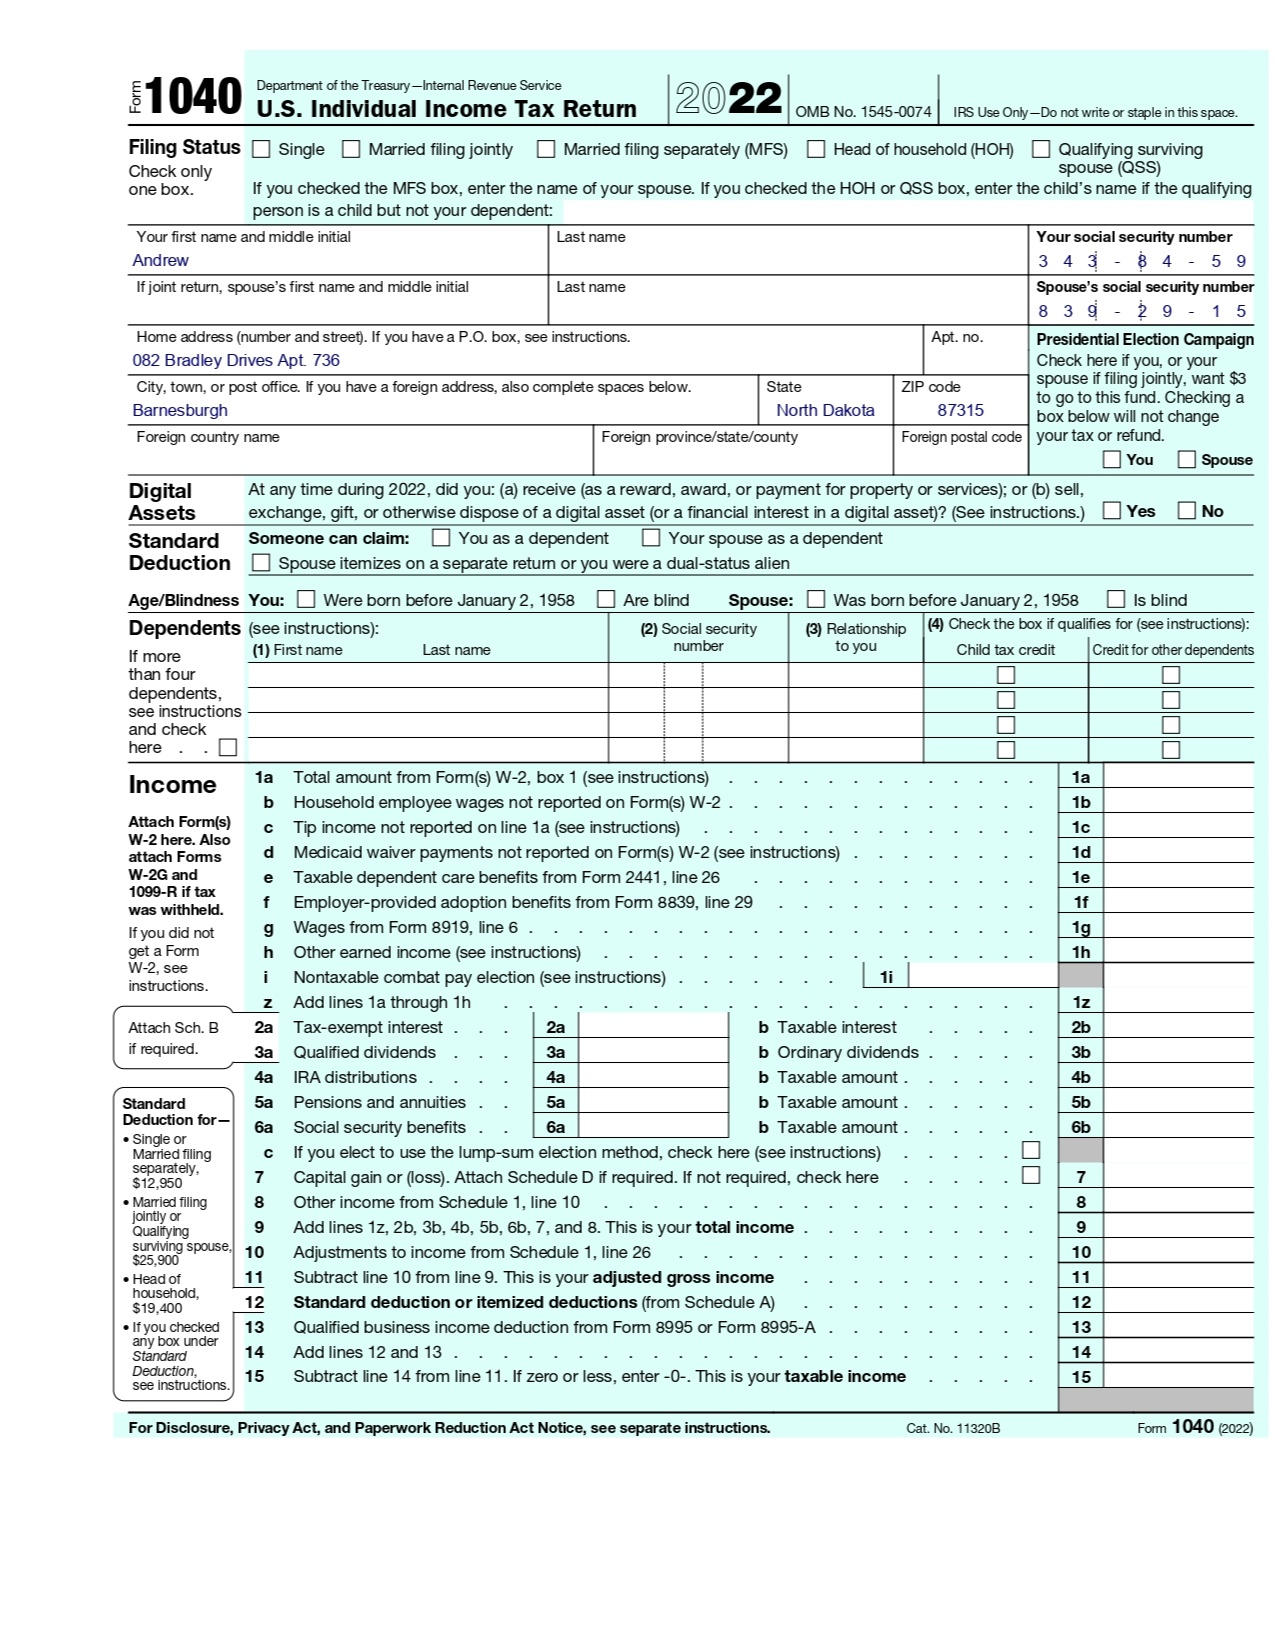 Form 1040 Department of the Treasury—Internal Revenue Service
U.S. Individual Income Tax Return 2022 OMB No. 1545-0074 IRS Use Only—Do not write or staple in this space.
Filing Status Single Married filing jointly Married filing separately (MFS) Head of household (HOH) Qualifying surviving spouse (QSS)
Check only one box.
If you checked the MFS box, enter the name of your spouse. If you checked the HOH or QSS box, enter the child's name if the qualifying
person is a child but not your dependent:
Your first name and middle initial Last name Your social security number
Andrew 343-84-59
If joint return, spouse's first name and middle initial Last name Spouse's social security number
839-29-15
Home address (number and street). If you have a P.O. box, see instructions. Apt. no.
082 Bradley Drives Apt. 736
City, town, or post office. If you have a foreign address, also complete spaces below. State ZIP code
Barnesburgh North Dakota 87315
Foreign country name Foreign province/state/county Foreign postal code
Presidential Election Campaign
Check here if you, or your
spouse if filing jointly, want $3
to go to this fund. Checking a
box below will not change
your tax or refund.
You Spouse
Digital Assets
At any time during 2022, did you: (a) receive (as a reward, award, or payment for property or services); or (b) sell,
exchange, gift, or otherwise dispose of a digital asset (or a financial interest in a digital asset)? (See instructions.) Yes No
Standard Deduction
Someone can claim: You as a dependent Your spouse as a dependent
Spouse itemizes on a separate return or you were a dual-status alien
Age/Blindness You: Were born before January 2, 1958 Are blind Spouse: Was born before January 2, 1958 Is blind
Dependents (see instructions): (2) Social security number (3) Relationship to you (4) Check the box if qualifies for (see instructions):
(1) First name Last name Child tax credit Credit for other dependents
If more
than four
dependents,
see instructions
and check
here . .
Income
Attach Form(s)
W-2 here. Also
attach Forms
W-2G and
1099-R if tax
was withheld.
If you did not
get a Form
W-2, see
instructions.
1a Total amount from Form(s) W-2, box 1 (see instructions) 1a
b Household employee wages not reported on Form(s) W-2 1b
c Tip income not reported on line 1a (see instructions) 1c
d Medicaid waiver payments not reported on Form(s) W-2 (see instructions) 1d
e Taxable dependent care benefits from Form 2441, line 26 1e
f Employer-provided adoption benefits from Form 8839, line 29 1f
g Wages from Form 8919, line 6 1g
h Other earned income (see instructions) 1h
i Nontaxable combat pay election (see instructions) 1i
z Add lines 1a through 1h 1z
Attach Sch. B
if required.
2a Tax-exempt interest 2a b Taxable interest 2b
3a Qualified dividends 3a b Ordinary dividends 3b
4a IRA distributions 4a b Taxable amount 4b
5a Pensions and annuities 5a b Taxable amount 5b
6a Social security benefits 6a b Taxable amount 6b
c If you elect to use the lump-sum election method, check here (see instructions)
7 Capital gain or (loss). Attach Schedule D if required. If not required, check here 7
8 Other income from Schedule 1, line 10 8
9 Add lines 1z, 2b, 3b, 4b, 5b, 6b, 7, and 8. This is your total income 9
10 Adjustments to income from Schedule 1, line 26 10
11 Subtract line 10 from line 9. This is your adjusted gross income 11
12 Standard deduction or itemized deductions (from Schedule A) 12
13 Qualified business income deduction from Form 8995 or Form 8995-A 13
14 Add lines 12 and 13 14
15 Subtract line 14 from line 11. If zero or less, enter -0-. This is your taxable income 15
Standard
Deduction for—
• Single or
Married filing
separately,
$12,950
• Married filing
jointly or
Qualifying
surviving spouse,
$25,900
• Head of
household,
$19,400
• If you checked
any box under
Standard
Deduction,
see instructions.
For Disclosure, Privacy Act, and Paperwork Reduction Act Notice, see separate instructions. Cat. No. 11320B Form 1040 (2022)